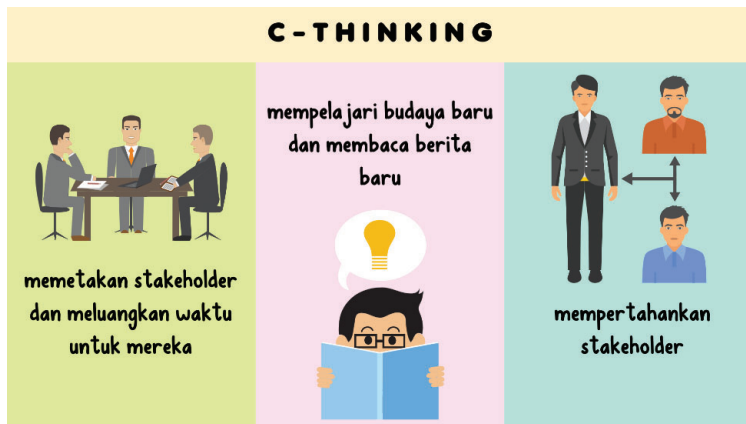 C-THINKING
memetakan stakeholder
dan meluangkan waktu
untuk mereka
mempelajari budaya baru
dan membaca berita
baru
mempertahankan
stakeholder